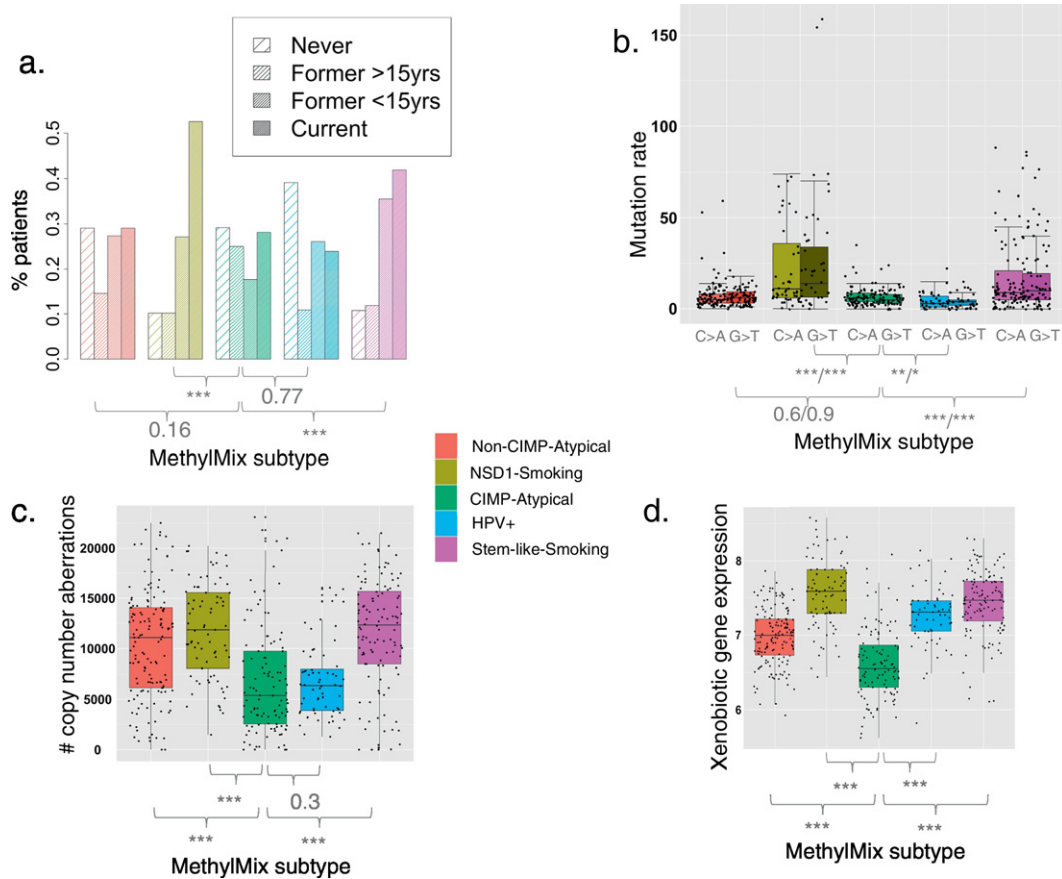 a.
Never
Former >15yrs
Former <15yrs
Current
% patients
0.5
0.4
0.3
0.2
0.1
0.0
***
0.77
0.16
***
MethylMix subtype
b.
Mutation rate
150
100
50
0
C>A G>T C>A G>T C>A G>T C>A G>T C>A G>T
***/*** **/*
0.6/0.9 ***/***
MethylMix subtype
Non-CIMP-Atypical
NSD1-Smoking
CIMP-Atypical
HPV+
Stem-like-Smoking
c.
# copy number aberrations
20000
15000
10000
5000
0
*** 0.3
*** ***
MethylMix subtype
d.
Xenobiotic gene expression
8
7
6
*** ***
*** ***
MethylMix subtype